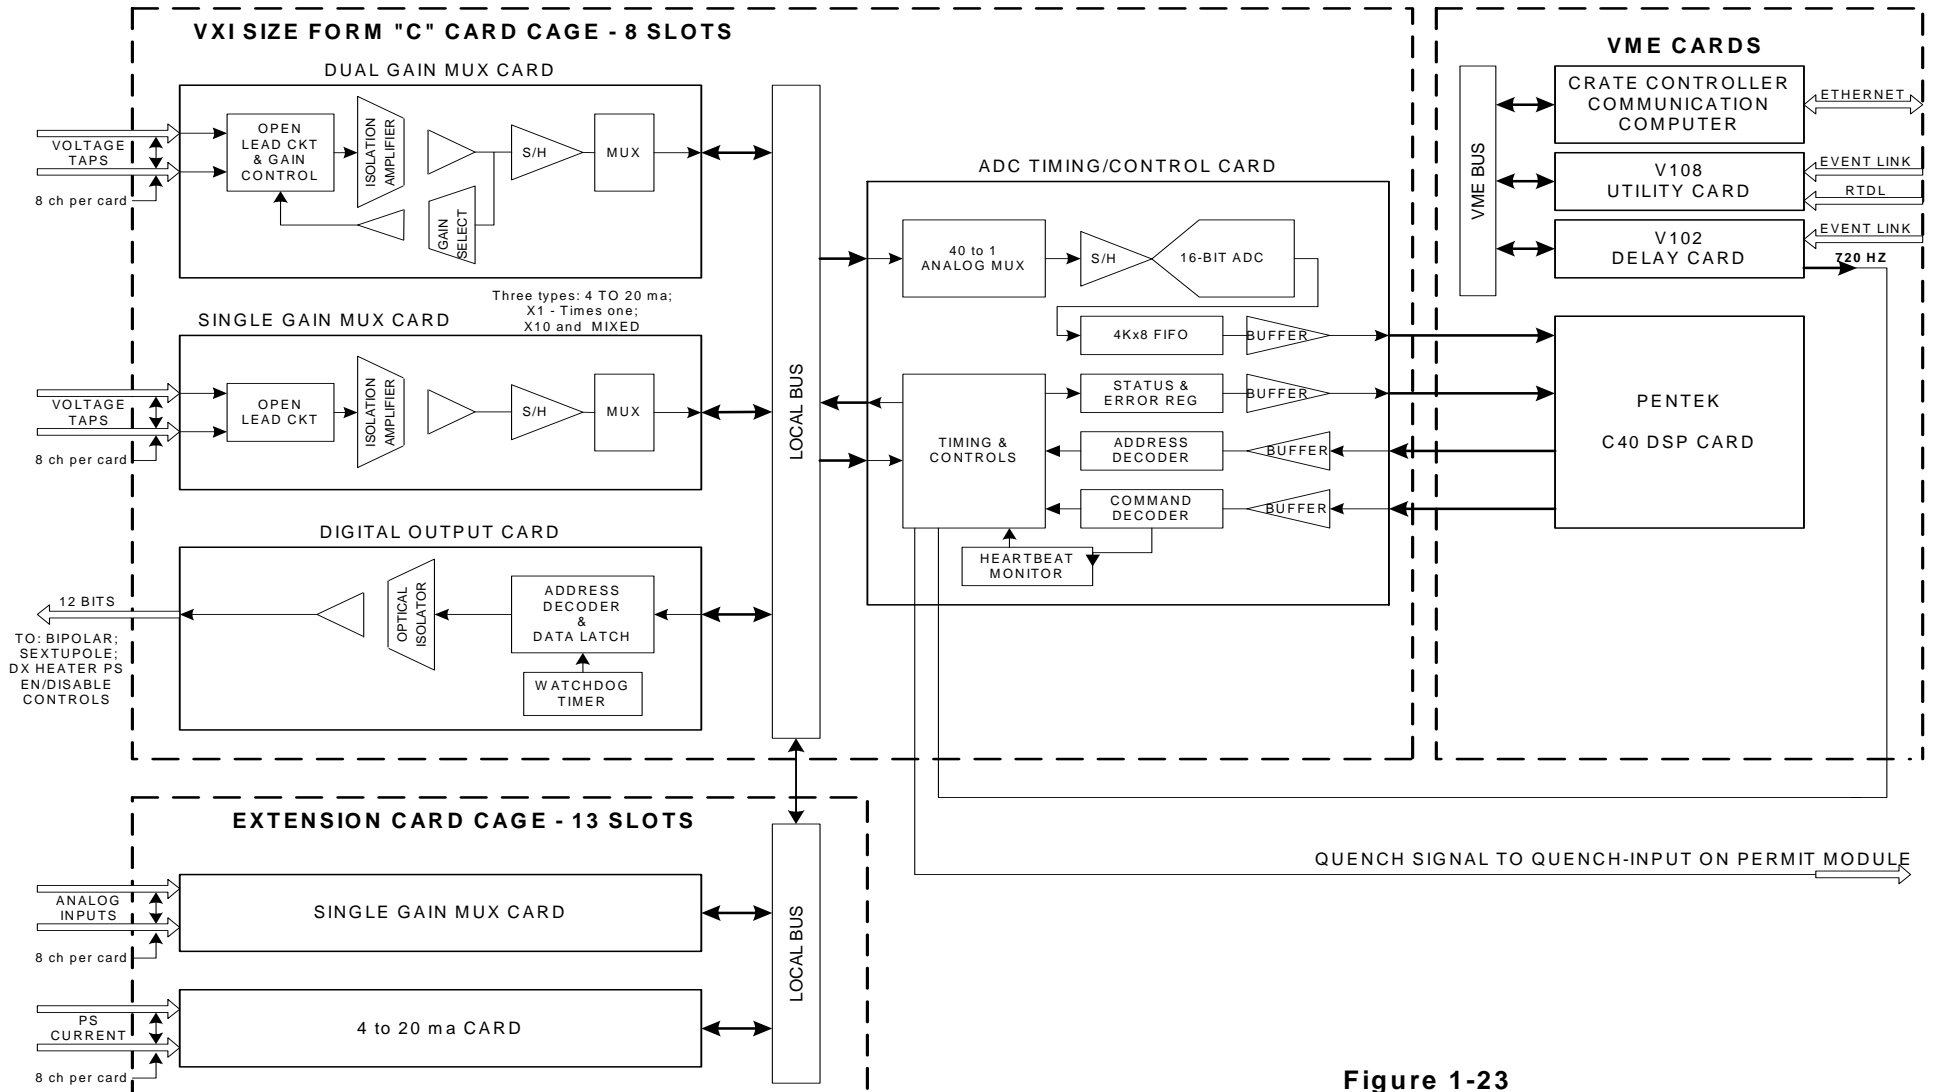 VXI SIZE FORM "C" CARD CAGE - 8 SLOTS
DUAL GAIN MUX CARD
VOLTAGE
TAPS
8 ch per card
OPEN
LEAD CKT
& GAIN
CONTROL
ISOLATION
AMPLIFIER
GAIN
SELECT
S/H
MUX
SINGLE GAIN MUX CARD
Three types: 4 TO 20 ma;
X1 - Times one;
X10 and MIXED
VOLTAGE
TAPS
8 ch per card
OPEN
LEAD CKT
ISOLATION
AMPLIFIER
S/H
MUX
DIGITAL OUTPUT CARD
12 BITS
TO: BIPOLAR;
SEXTUPOLE;
DX HEATER PS
EN/DISABLE
CONTROLS
OPTICAL
ISOLATOR
ADDRESS
DECODER
&
DATA LATCH
WATCHDOG
TIMER
LOCAL BUS
ADC TIMING/CONTROL CARD
40 to 1
ANALOG MUX
S/H
16-BIT ADC
4Kx8 FIFO
BUFFER
TIMING &
CONTROLS
STATUS &
ERROR REG
BUFFER
ADDRESS
DECODER
BUFFER
COMMAND
DECODER
BUFFER
HEARTBEAT
MONITOR
VME CARDS
VME BUS
CRATE CONTROLLER
COMMUNICATION
COMPUTER
ETHERNET
V108
UTILITY CARD
EVENT LINK
RTDL
V102
DELAY CARD
EVENT LINK
720 HZ
PENTEK
C40 DSP CARD
QUENCH SIGNAL TO QUENCH-INPUT ON PERMIT MODULE
EXTENSION CARD CAGE - 13 SLOTS
ANALOG
INPUTS
8 ch per card
SINGLE GAIN MUX CARD
PS
CURRENT
8 ch per card
4 to 20 ma CARD
LOCAL BUS
Figure 1-23